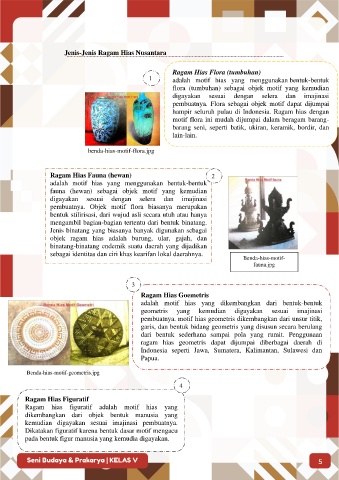 Jenis-Jenis Ragam Hias Nusantara
1
Ragam Hias Flora (tumbuhan)
adalah motif hias yang menggunakan bentuk-bentuk
flora (tumbuhan) sebagai objek motif yang kemudian
digayakan sesuai dengan selera dan imajinasi
pembuatnya. Flora sebagai objek motif dapat dijumpai
hampir seluruh pulau di Indonesia. Ragam hias dengan
motif flora ini mudah dijumpai dalam beragam barang-
barang seni, seperti batik, ukiran, keramik, bordir, dan
lain-lain.
benda-hias-motif-flora.jpg
Ragam Hias Fauna (hewan)
2
adalah motif hias yang menggunakan bentuk-bentuk
fauna (hewan) sebagai objek motif yang kemudian
digayakan sesuai dengan selera dan imajinasi
pembuatnya. Objek motif flora biasanya merupakan
bentuk stilirisasi, dari wujud asli secara utuh atau hanya
mengambil bagian-bagian tertentu dari bentuk binatang.
Jenis binatang yang biasanya banyak digunakan sebagai
objek ragam hias adalah burung, ular, gajah, dan
binatang-binatang endemik suatu daerah yang dijadikan
sebagai identitas dan ciri khas kearifan lokal daerahnya.
Benda-hias-motif-
fauna.jpg
3
Ragam Hias Goemetris
adalah motif hias yang dikembangkan dari bentuk-bentuk
geometris yang kemudian digayakan sesuai imajinasi
pembuatnya. motif hias geometris dikembangkan dari unsur titik,
garis, dan bentuk bidang geometris yang disusun secara berulang
dari bentuk sederhana sampai pola yang rumit. Penggunaan
ragam hias geometris dapat dijumpai diberbagai daerah di
Indonesia seperti Jawa, Sumatera, Kalimantan, Sulawesi dan
Papua.
Benda-hias-motif-geometris.jpg
4
Ragam Hias Figuratif
Ragam hias figuratif adalah motif hias yang
dikembangkan dari objek bentuk manusia yang
kemudian digayakan sesuai imajinasi pembuatnya.
Dikatakan figuratif karena bentuk dasar motif mengacu
pada bentuk figur manusia yang kemudia digayakan.
Seni Budaya & Prakarya | KELAS V
5